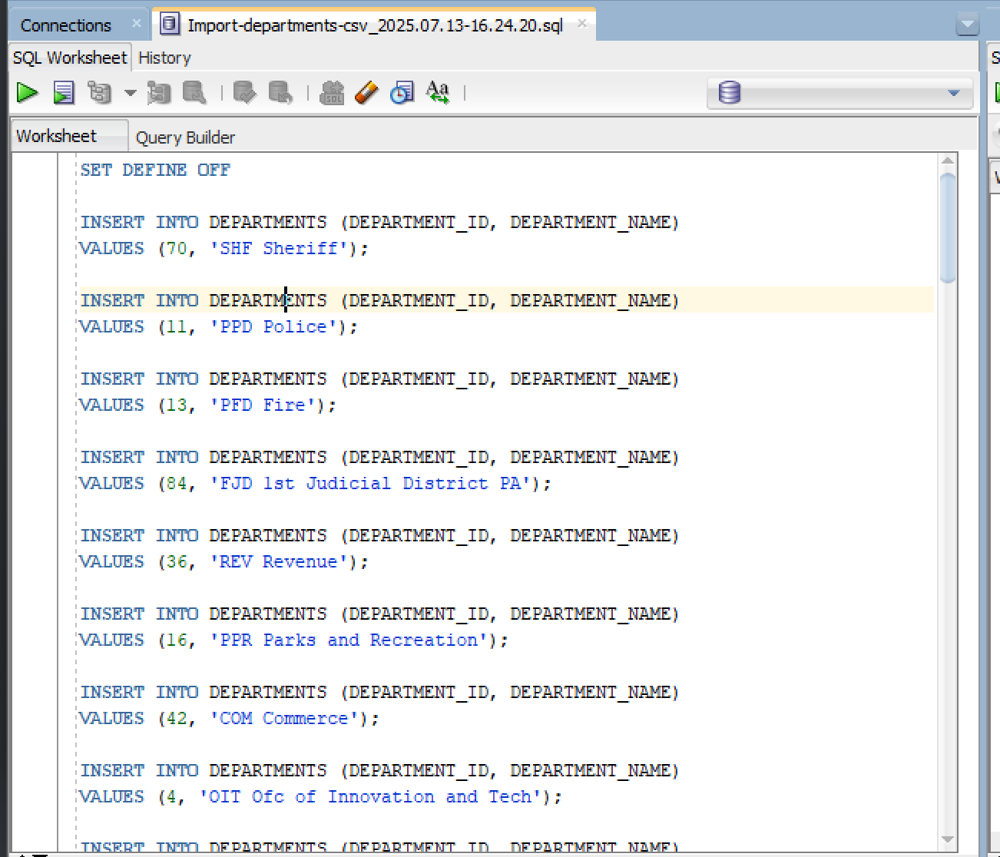 Connections
Import-departments-csv_2025.07.13-16.24.20.sql
SQL Worksheet
History
SQL
Aa
Worksheet
Query Builder
SET DEFINE OFF
INSERT INTO DEPARTMENTS (DEPARTMENT_ID, DEPARTMENT_NAME)
VALUES (70, 'SHF Sheriff');
INSERT INTO DEPARTMENTS (DEPARTMENT_ID, DEPARTMENT_NAME)
VALUES (11, 'PPD Police');
INSERT INTO DEPARTMENTS (DEPARTMENT_ID, DEPARTMENT_NAME)
VALUES (13, 'PFD Fire');
INSERT INTO DEPARTMENTS (DEPARTMENT_ID, DEPARTMENT_NAME)
VALUES (84, 'FJD 1st Judicial District PA');
INSERT INTO DEPARTMENTS (DEPARTMENT_ID, DEPARTMENT_NAME)
VALUES (36, 'REV Revenue');
INSERT INTO DEPARTMENTS (DEPARTMENT_ID, DEPARTMENT_NAME)
VALUES (16, 'PPR Parks and Recreation');
INSERT INTO DEPARTMENTS (DEPARTMENT_ID, DEPARTMENT_NAME)
VALUES (42, 'COM Commerce');
INSERT INTO DEPARTMENTS (DEPARTMENT_ID, DEPARTMENT_NAME)
VALUES (4, 'OIT Ofc of Innovation and Tech');
INSERT INTO DEPARTMENTS (DEPARTMENT_ID, DEPARTMENT_NAME)